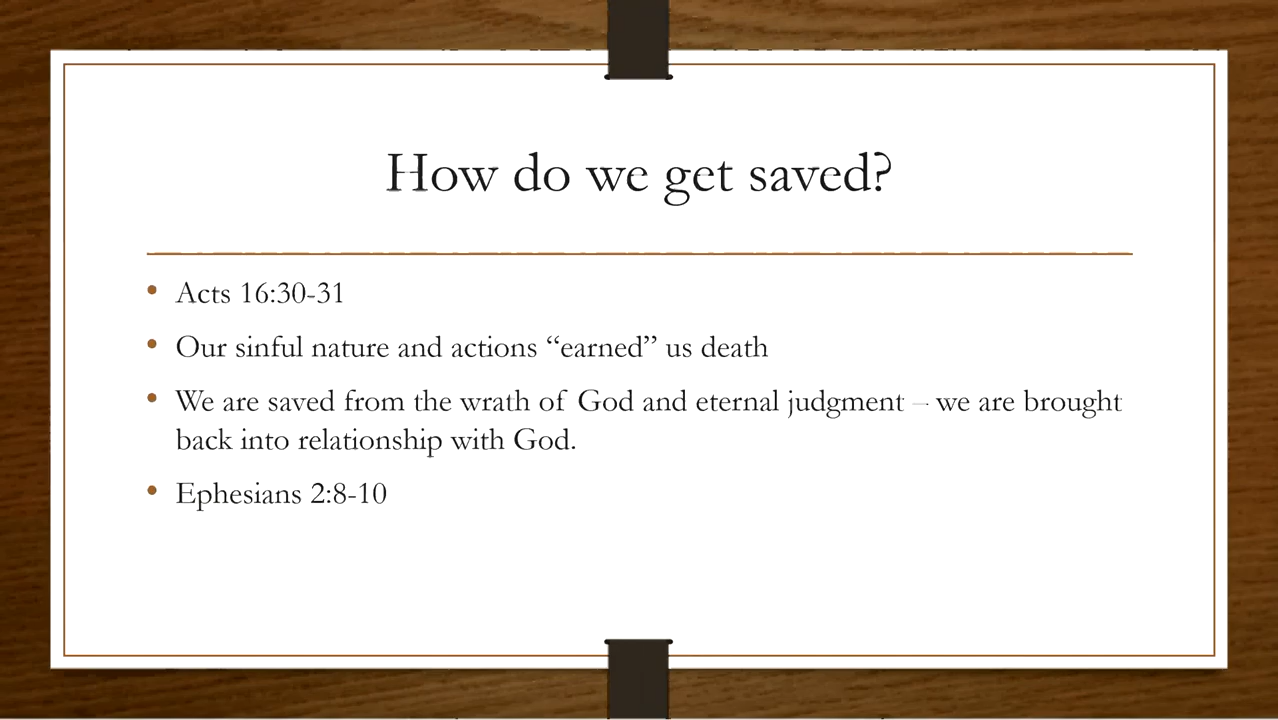 How do we get saved?
• Acts 16:30-31
• Our sinful nature and actions “earned” us death
• We are saved from the wrath of God and eternal judgment – we are brought
back into relationship with God.
• Ephesians 2:8-10